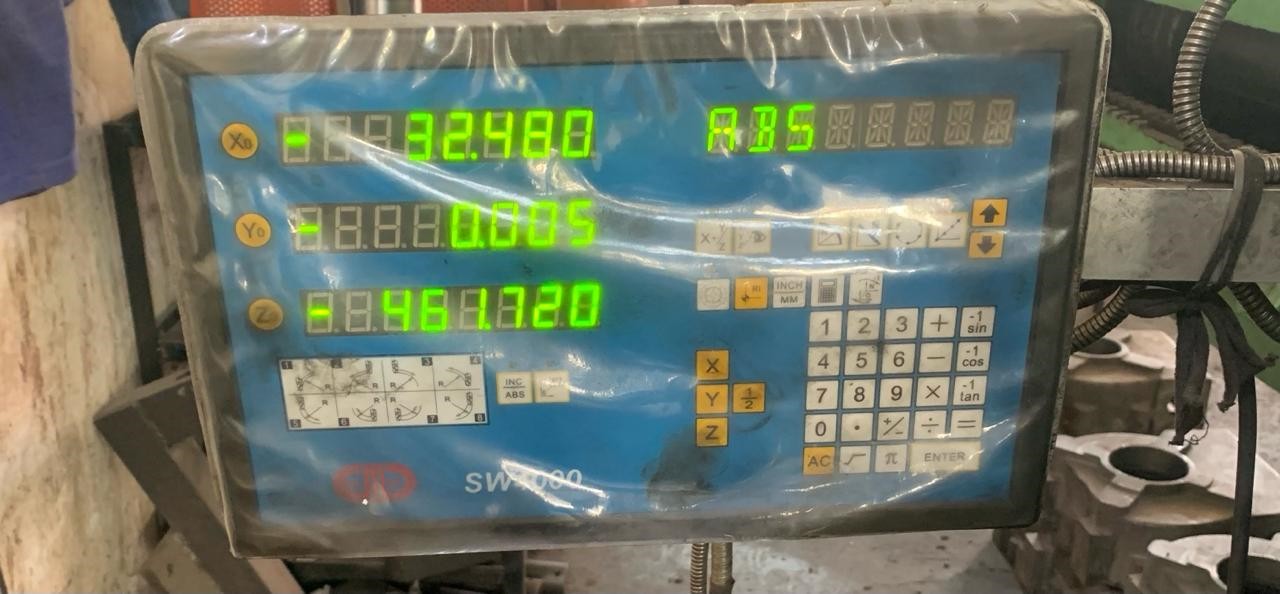 X0 - 32.480 ABS
Y0 - 0.005
Z0 - 461.720
INCH
MM
1 2 3 + -1 sin
X
4 5 6 - -1 cos
INC
ABS
Y 1/2
7 8 9 × -1 tan
Z
0 . +/- ÷ =
AC √ π ENTER